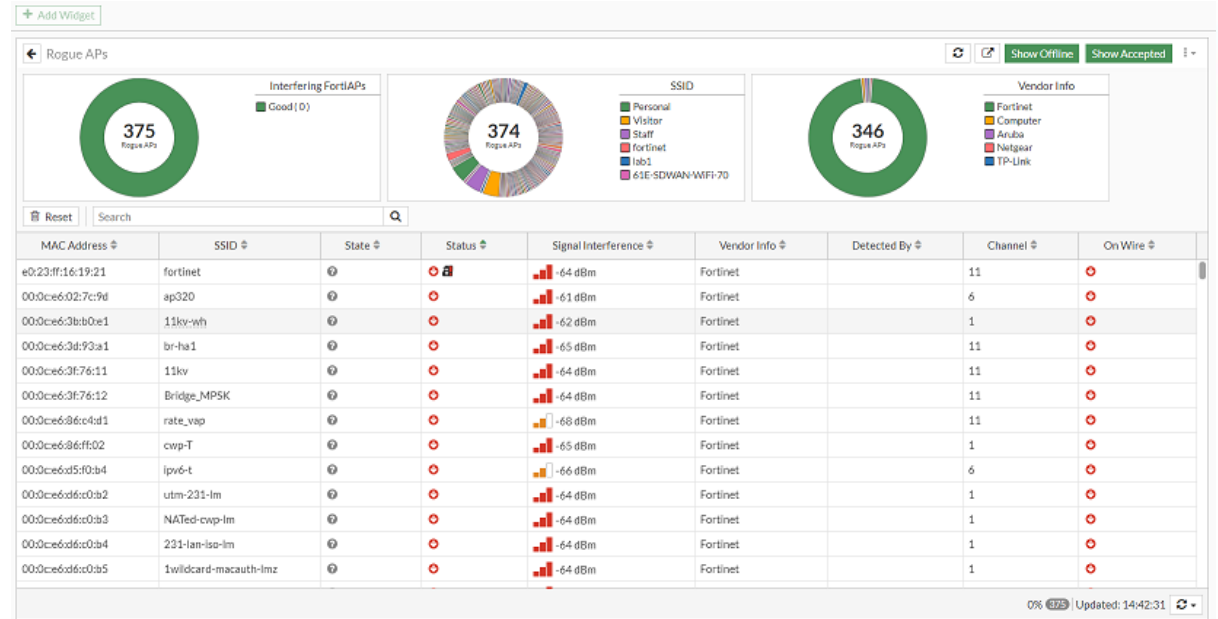 + Add Widget
Rogue APs
Show Offline Show Accepted
375
Rogue APs
Interfering FortiAPs
Good ( 0 )
374
Rogue APs
SSID
Personal
Visitor
Staff
fortinet
lab1
61E-SDWAN-WiFi-70
346
Rogue APs
Vendor Info
Fortinet
Computer
Aruba
Netgear
TP-Link
Reset Search
MAC Address SSID State Status Signal Interference Vendor Info Detected By Channel On Wire
e0:23:ff:16:19:21 fortinet -64 dBm Fortinet 11
00:0c:e6:02:7c:9d ap320 -61 dBm Fortinet 6
00:0c:e6:3b:b0:e1 11kv-wh -62 dBm Fortinet 1
00:0c:e6:3d:93:a1 br-ha1 -65 dBm Fortinet 11
00:0c:e6:3f:76:11 11kv -64 dBm Fortinet 11
00:0c:e6:3f:76:12 Bridge_MPSK -64 dBm Fortinet 11
00:0c:e6:86:c4:d1 rate_vap -68 dBm Fortinet 11
00:0c:e6:86:ff:02 cwp-T -65 dBm Fortinet 1
00:0c:e6:d5:f0:b4 ipv6-t -66 dBm Fortinet 6
00:0c:e6:d6:c0:b2 utm-231-lm -64 dBm Fortinet 1
00:0c:e6:d6:c0:b3 NATed-cwp-lm -64 dBm Fortinet 1
00:0c:e6:d6:c0:b4 231-lan-iso-lm -64 dBm Fortinet 1
00:0c:e6:d6:c0:b5 1wildcard-macauth-lmz -64 dBm Fortinet 1
0% 375 Updated: 14:42:31